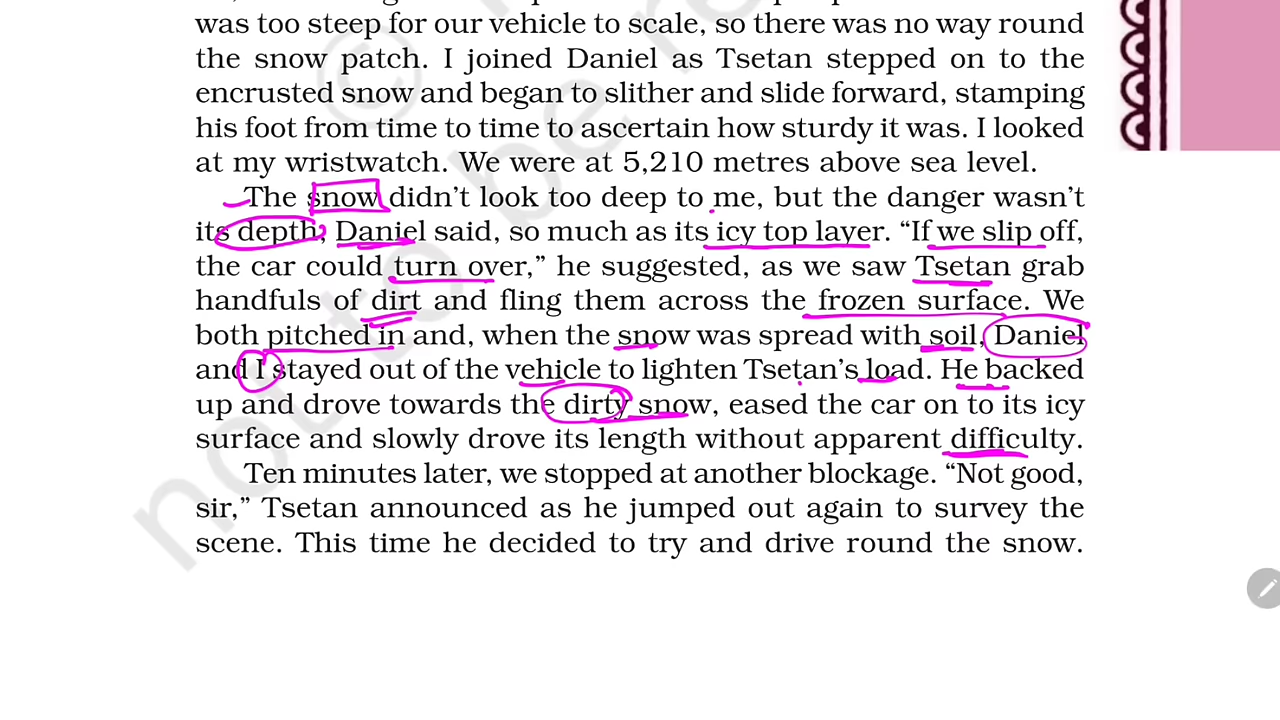 was too steep for our vehicle to scale, so there was no way round
the snow patch. I joined Daniel as Tsetan stepped on to the
encrusted snow and began to slither and slide forward, stamping
his foot from time to time to ascertain how sturdy it was. I looked
at my wristwatch. We were at 5,210 metres above sea level.
The snow didn't look too deep to me, but the danger wasn't
its depth, Daniel said, so much as its icy top layer. “If we slip off,
the car could turn over,” he suggested, as we saw Tsetan grab
handfuls of dirt and fling them across the frozen surface. We
both pitched in and, when the snow was spread with soil, Daniel
and I stayed out of the vehicle to lighten Tsetan's load. He backed
up and drove towards the dirty snow, eased the car on to its icy
surface and slowly drove its length without apparent difficulty.
Ten minutes later, we stopped at another blockage. “Not good,
sir,” Tsetan announced as he jumped out again to survey the
scene. This time he decided to try and drive round the snow.
© not to be re